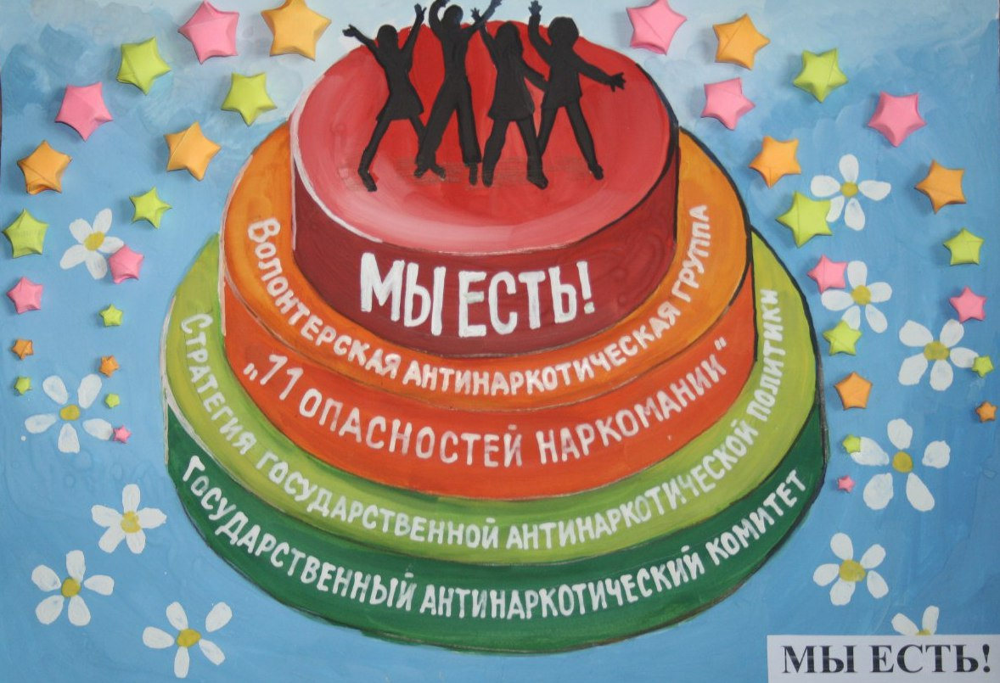 МЫ ЕСТЬ!
ВОЛОНТЕРСКАЯ АНТИНАРКОТИЧЕСКАЯ ГРУППА
„11 ОПАСНОСТЕЙ НАРКОМАНИИ“
СТРАТЕГИЯ ГОСУДАРСТВЕННОЙ АНТИНАРКОТИЧЕСКОЙ ПОЛИТИКИ
ГОСУДАРСТВЕННЫЙ АНТИНАРКОТИЧЕСКИЙ КОМИТЕТ
МЫ ЕСТЬ!